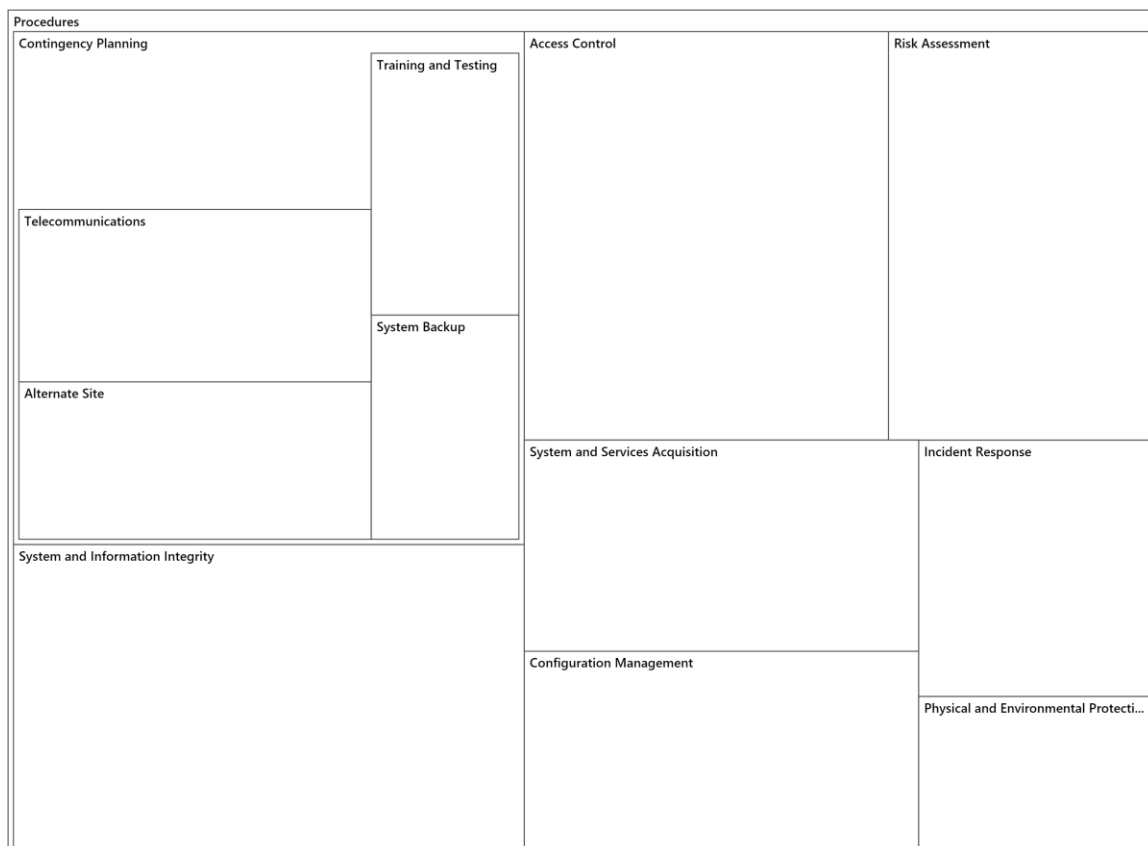 Procedures
Contingency Planning
Training and Testing
Telecommunications
System Backup
Alternate Site
System and Information Integrity
Access Control
Risk Assessment
System and Services Acquisition
Incident Response
Configuration Management
Physical and Environmental Protecti...